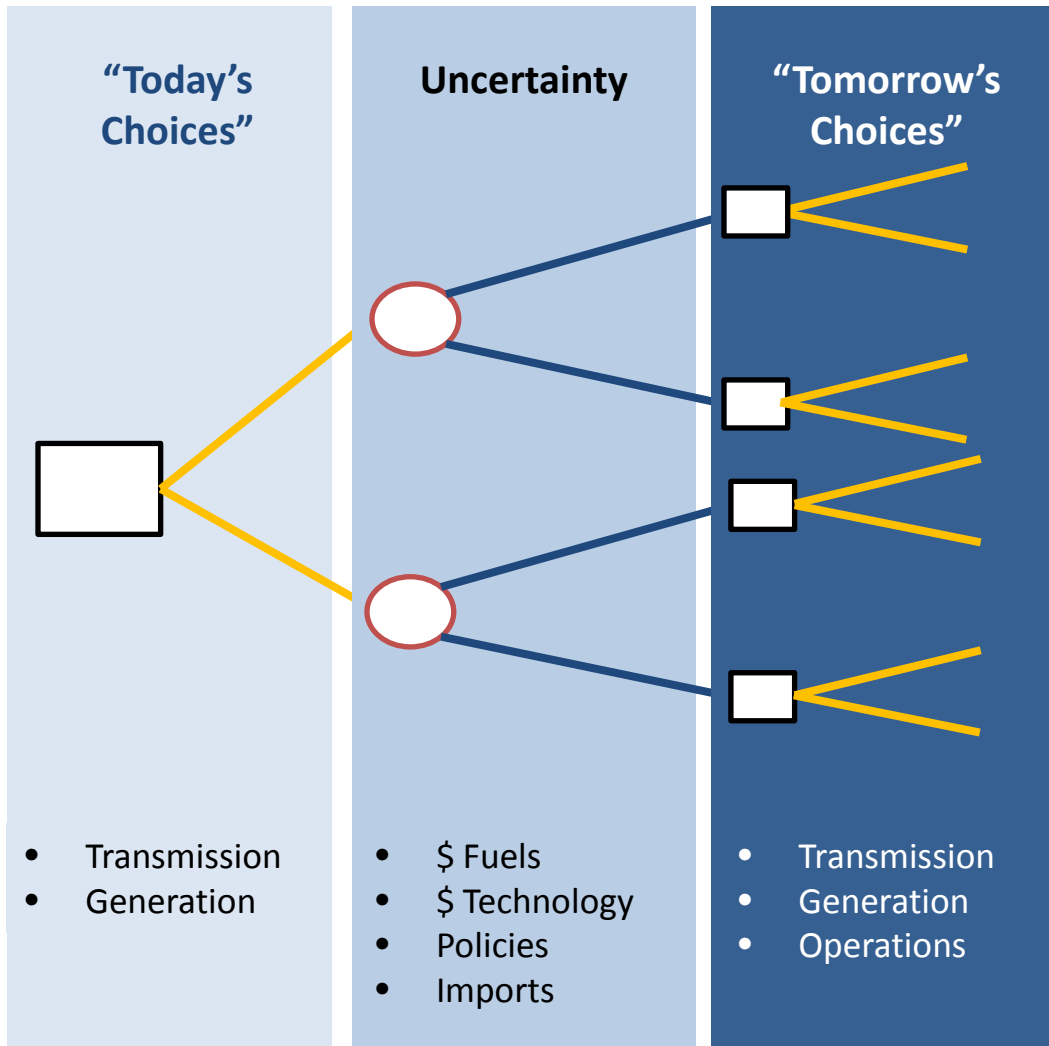 “Today’s
Choices”
Uncertainty
“Tomorrow’s
Choices”
• Transmission
• Generation
• $ Fuels
• $ Technology
• Policies
• Imports
• Transmission
• Generation
• Operations